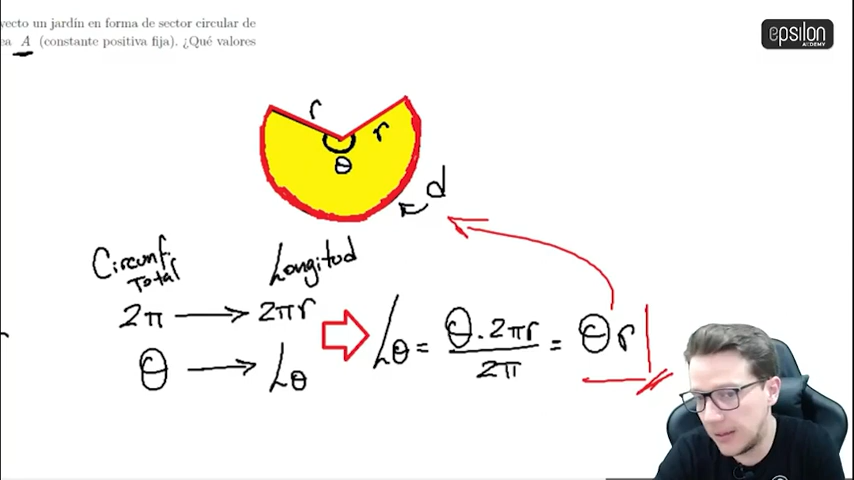 yecto un jardín en forma de sector circular de
ea A (constante positiva fija). ¿Qué valores
epsilon
ACADEMY
r
r
θ
d
Circunf. Total
Longitud
2π → 2πr
θ → Lθ
Lθ = θ.2πr / 2π = θr